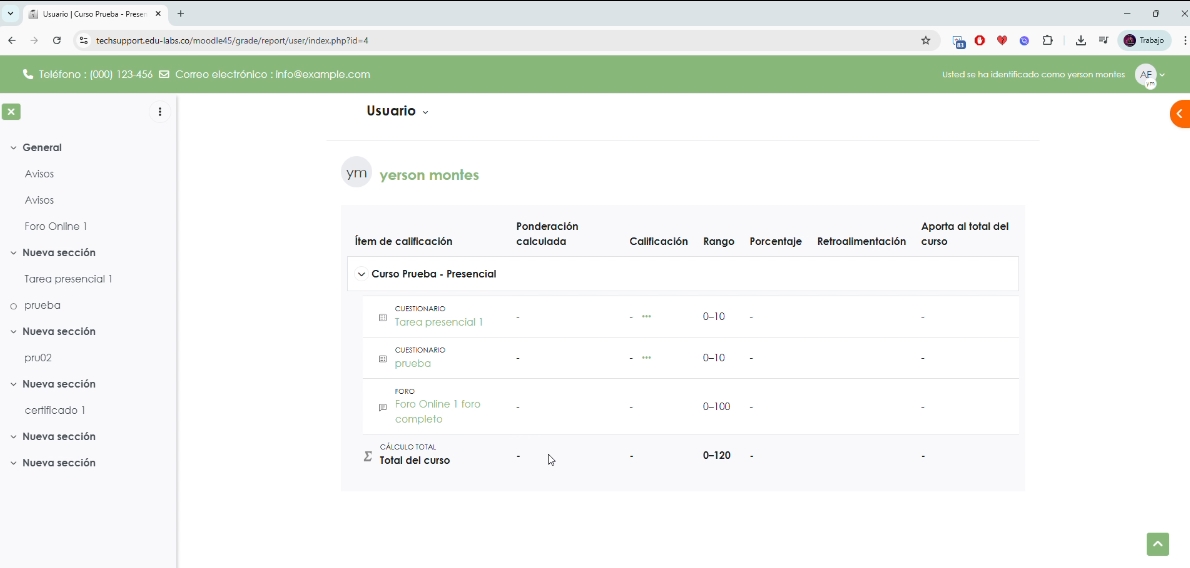 Usuario | Curso Prueba - Presen
techsupport.edu-labs.co/moodle45/grade/report/user/index.php?id=4
83
Trabajo
Teléfono : (000) 123-456 Correo electrónico : info@example.com
Usted se ha identificado como yerson montes
AF
ym
General
Avisos
Avisos
Foro Online 1
Nueva sección
Tarea presencial 1
prueba
Nueva sección
pru02
Nueva sección
certificado 1
Nueva sección
Nueva sección
Usuario
ym yerson montes
Ítem de calificación Ponderación calculada Calificación Rango Porcentaje Retroalimentación Aporta al total del curso
Curso Prueba - Presencial
CUESTIONARIO
Tarea presencial 1 - - ••• 0–10 - -
CUESTIONARIO
prueba - - ••• 0–10 - -
FORO
Foro Online 1 foro completo - - 0–100 - -
CÁLCULO TOTAL
Σ Total del curso - - 0–120 - -